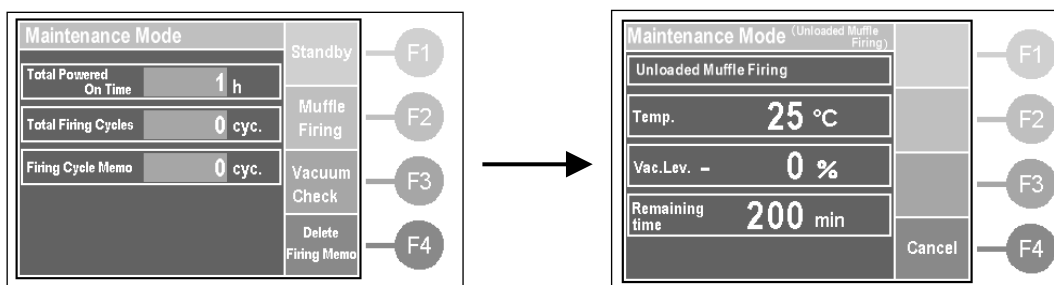 Maintenance Mode
Standby
F1
Total Powered
On Time
1 h
Muffle
Firing
F2
Total Firing Cycles
0 cyc.
Firing Cycle Memo
0 cyc.
Vacuum
Check
F3
Delete
Firing Memo
F4
Maintenance Mode (Unloaded Muffle
Firing)
F1
Unloaded Muffle Firing
Temp. 25 °C
F2
Vac.Lev. – 0 %
F3
Remaining
time
200 min
Cancel
F4